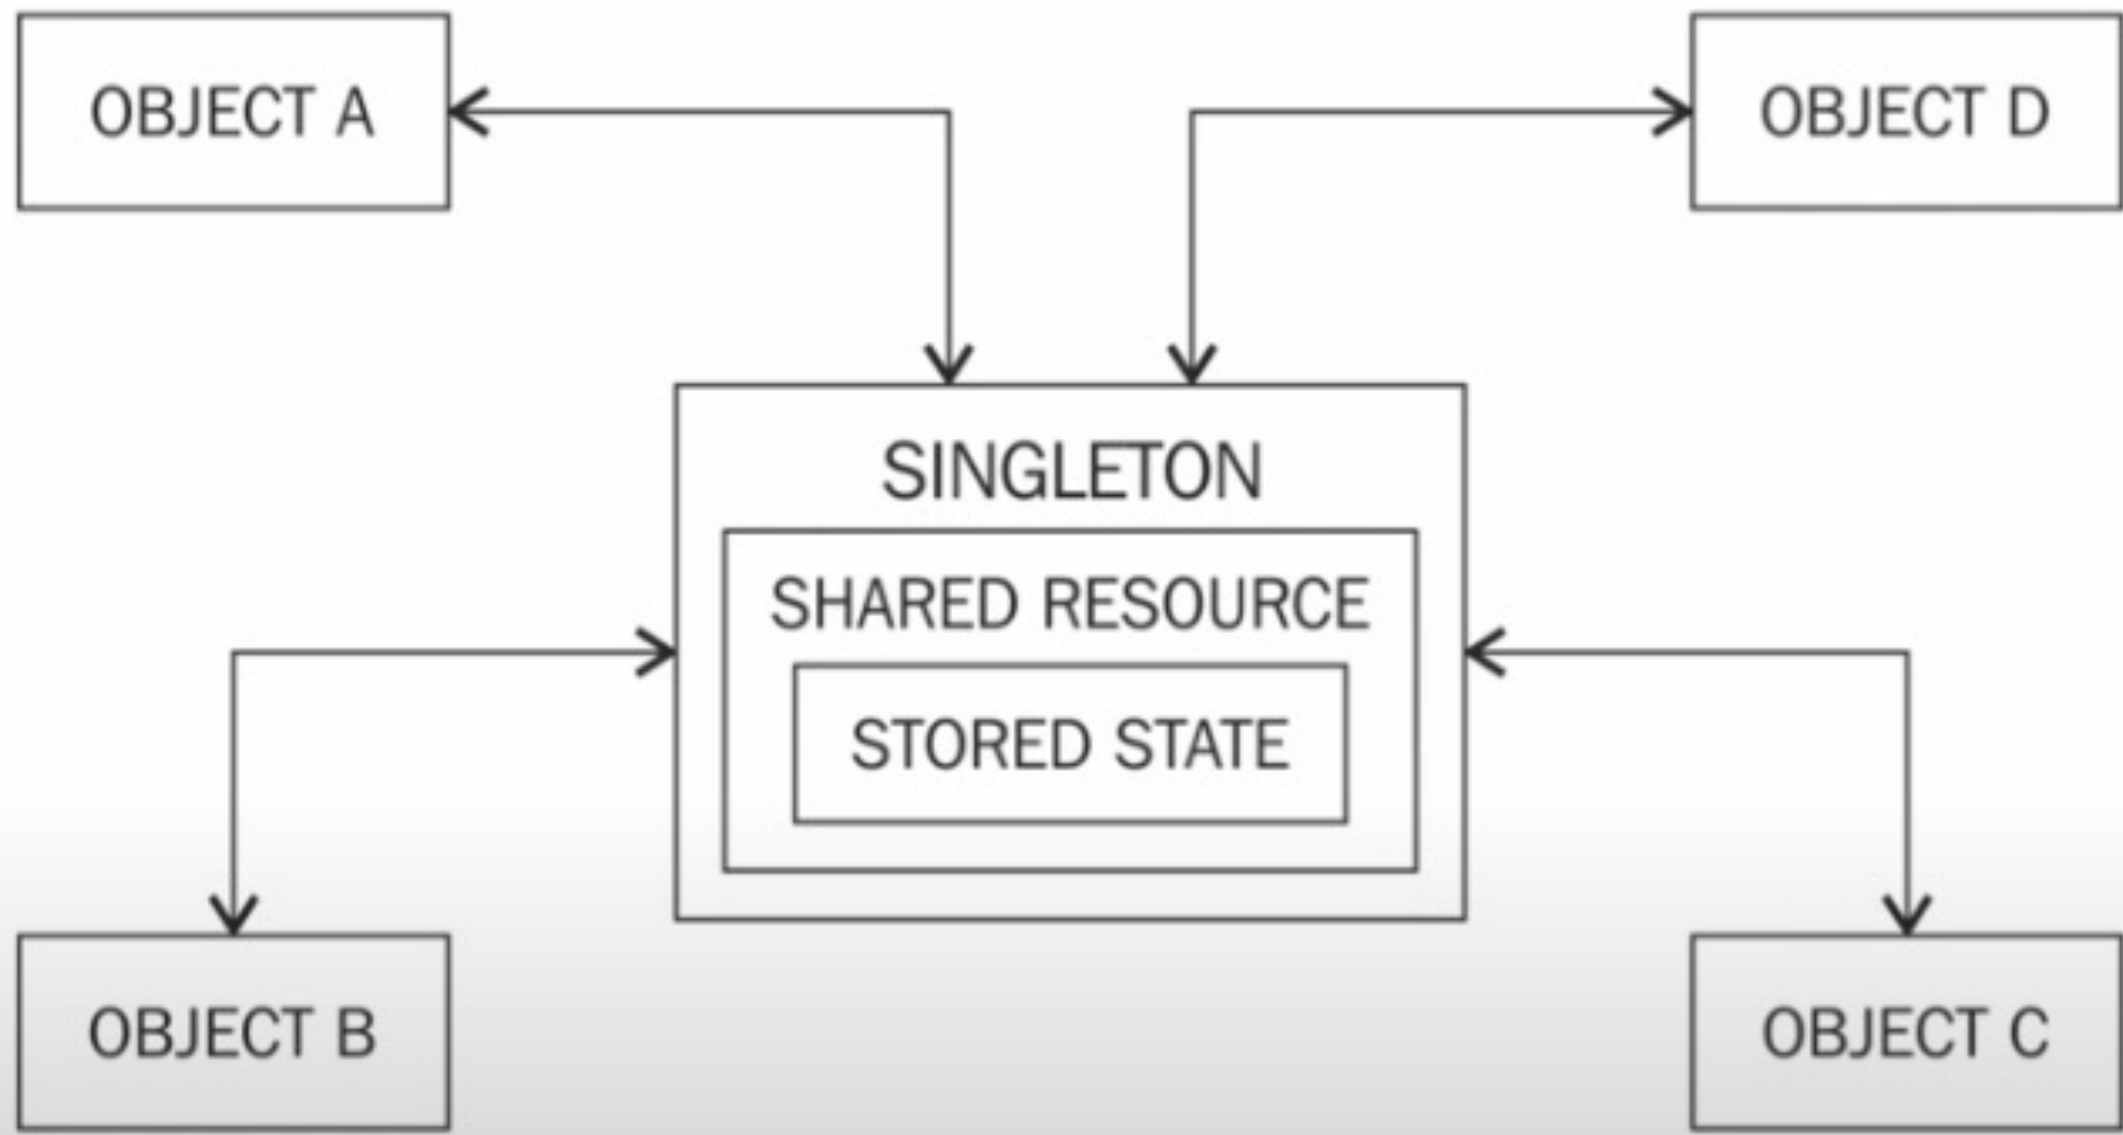 OBJECT A
OBJECT D
SINGLETON
SHARED RESOURCE
STORED STATE
OBJECT B
OBJECT C